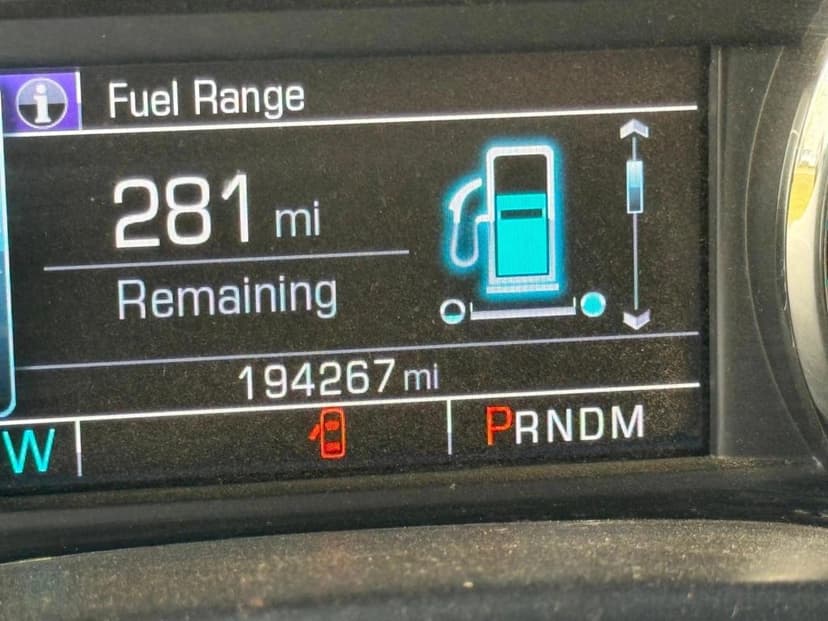 Fuel Range
281 mi
Remaining
194267 mi
W
PRNDM